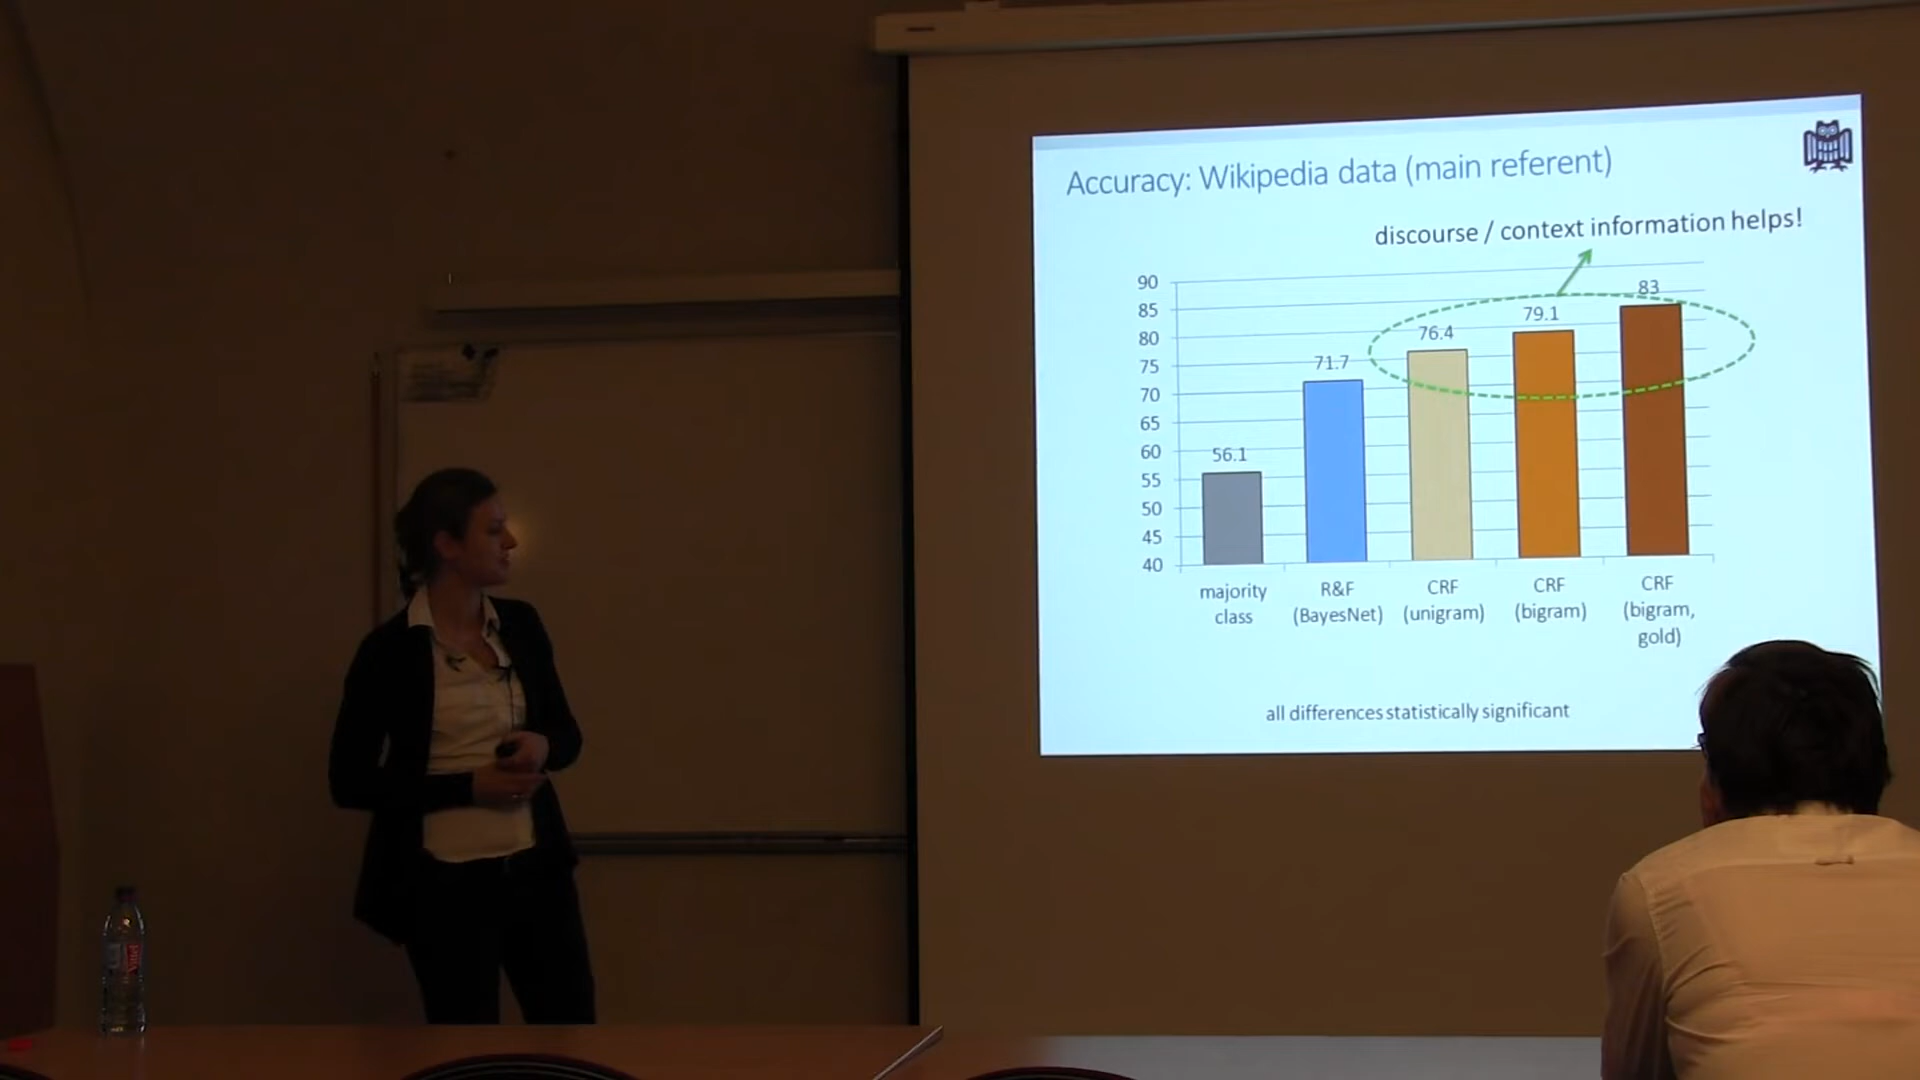 Accuracy: Wikipedia data (main referent)
discourse / context information helps!
90
85
80
75
70
65
60
55
50
45
40
56.1
71.7
76.4
79.1
83
majority class
R&F (BayesNet)
CRF (unigram)
CRF (bigram)
CRF (bigram, gold)
all differences statistically significant
Vittel